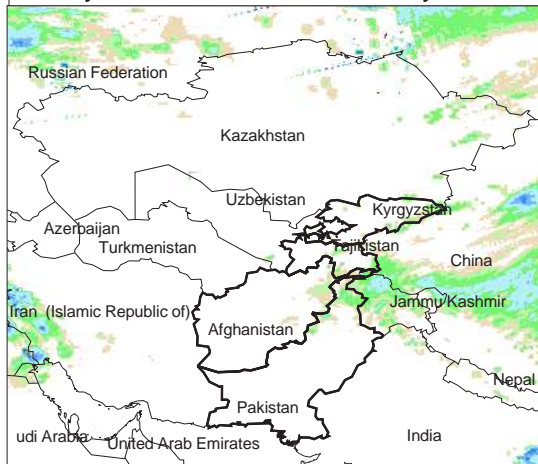 Russian Federation
Kazakhstan
Uzbekistan
Kyrgyzstan
Azerbaijan
Turkmenistan
Tajikistan
China
Iran (Islamic Republic of)
Jammu Kashmir
Afghanistan
Nepal
Pakistan
udi Arabia
United Arab Emirates
India